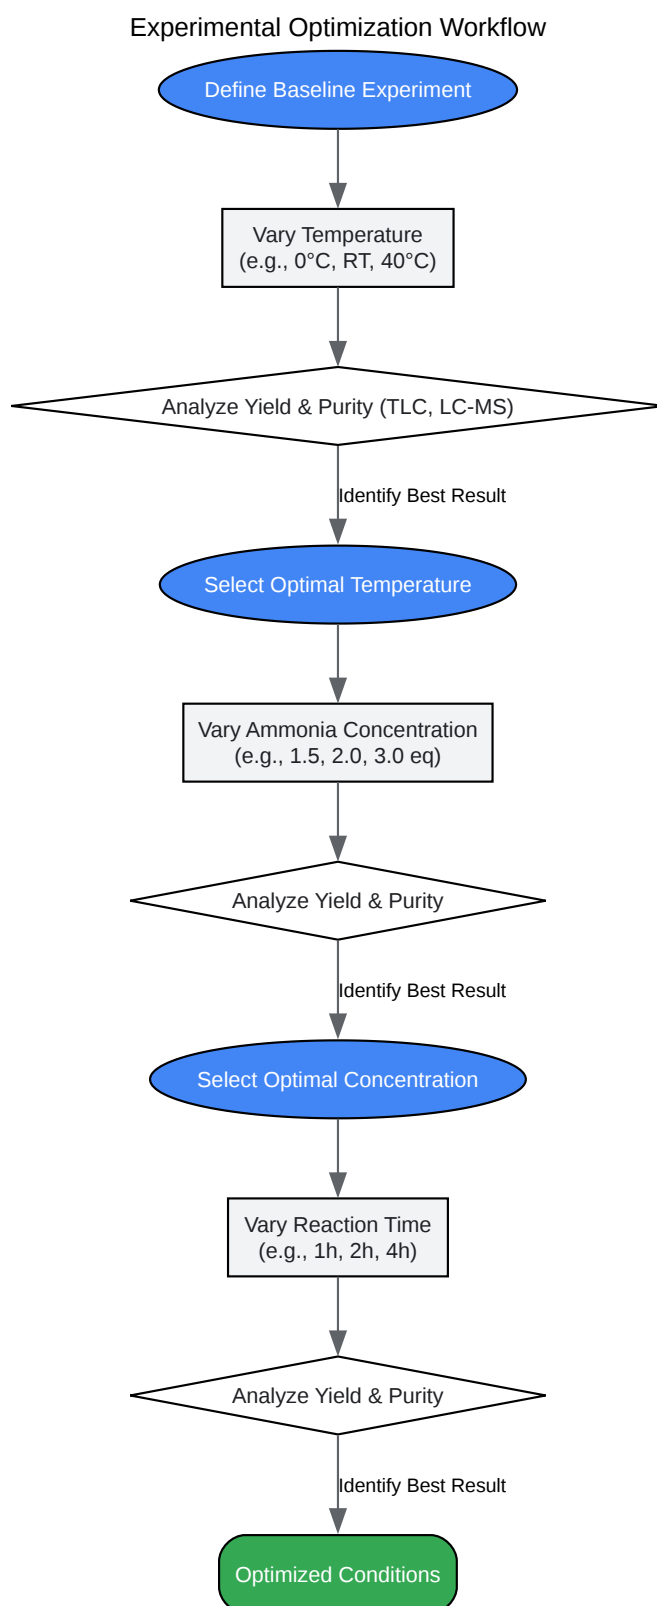 Experimental Optimization Workflow
Define Baseline Experiment
Vary Temperature
(e.g., 0°C, RT, 40°C)
Analyze Yield & Purity (TLC, LC-MS)
Identify Best Result
Select Optimal Temperature
Vary Ammonia Concentration
(e.g., 1.5, 2.0, 3.0 eq)
Analyze Yield & Purity
Identify Best Result
Select Optimal Concentration
Vary Reaction Time
(e.g., 1h, 2h, 4h)
Analyze Yield & Purity
Identify Best Result
Optimized Conditions